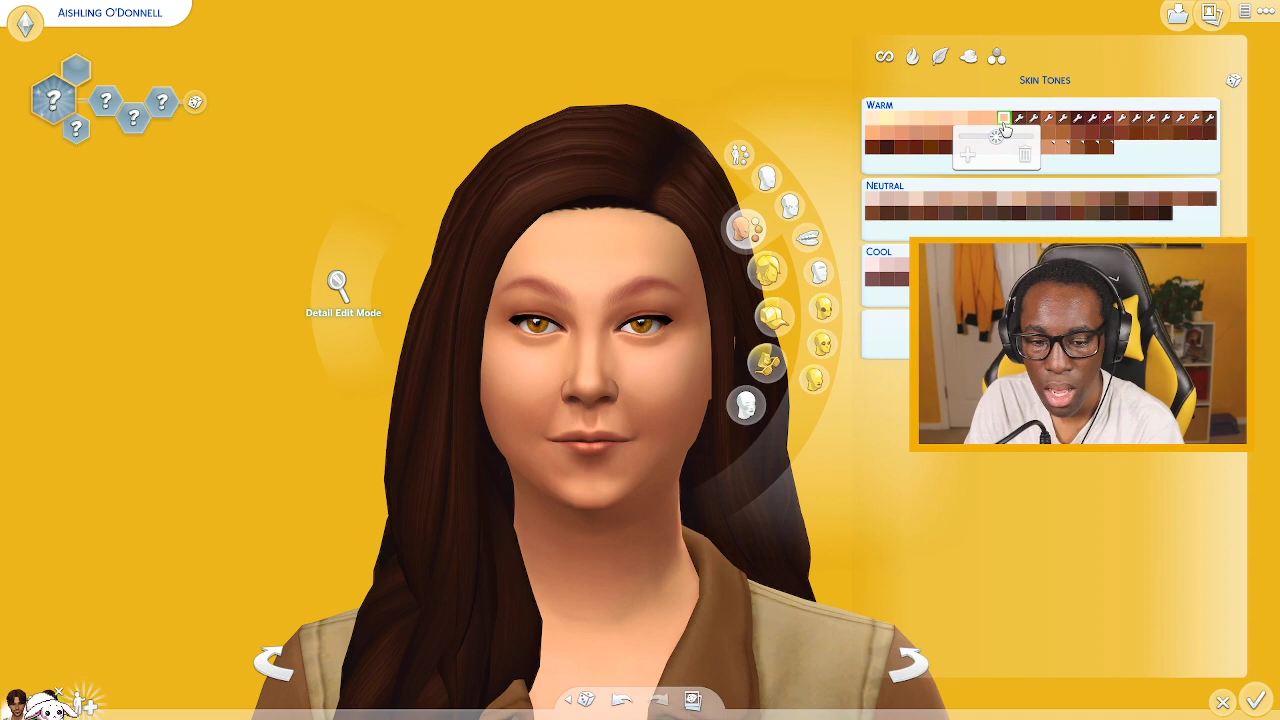 AISHLING O'DONNELL
SKIN TONES
WARM
NEUTRAL
COOL
Detail Edit Mode